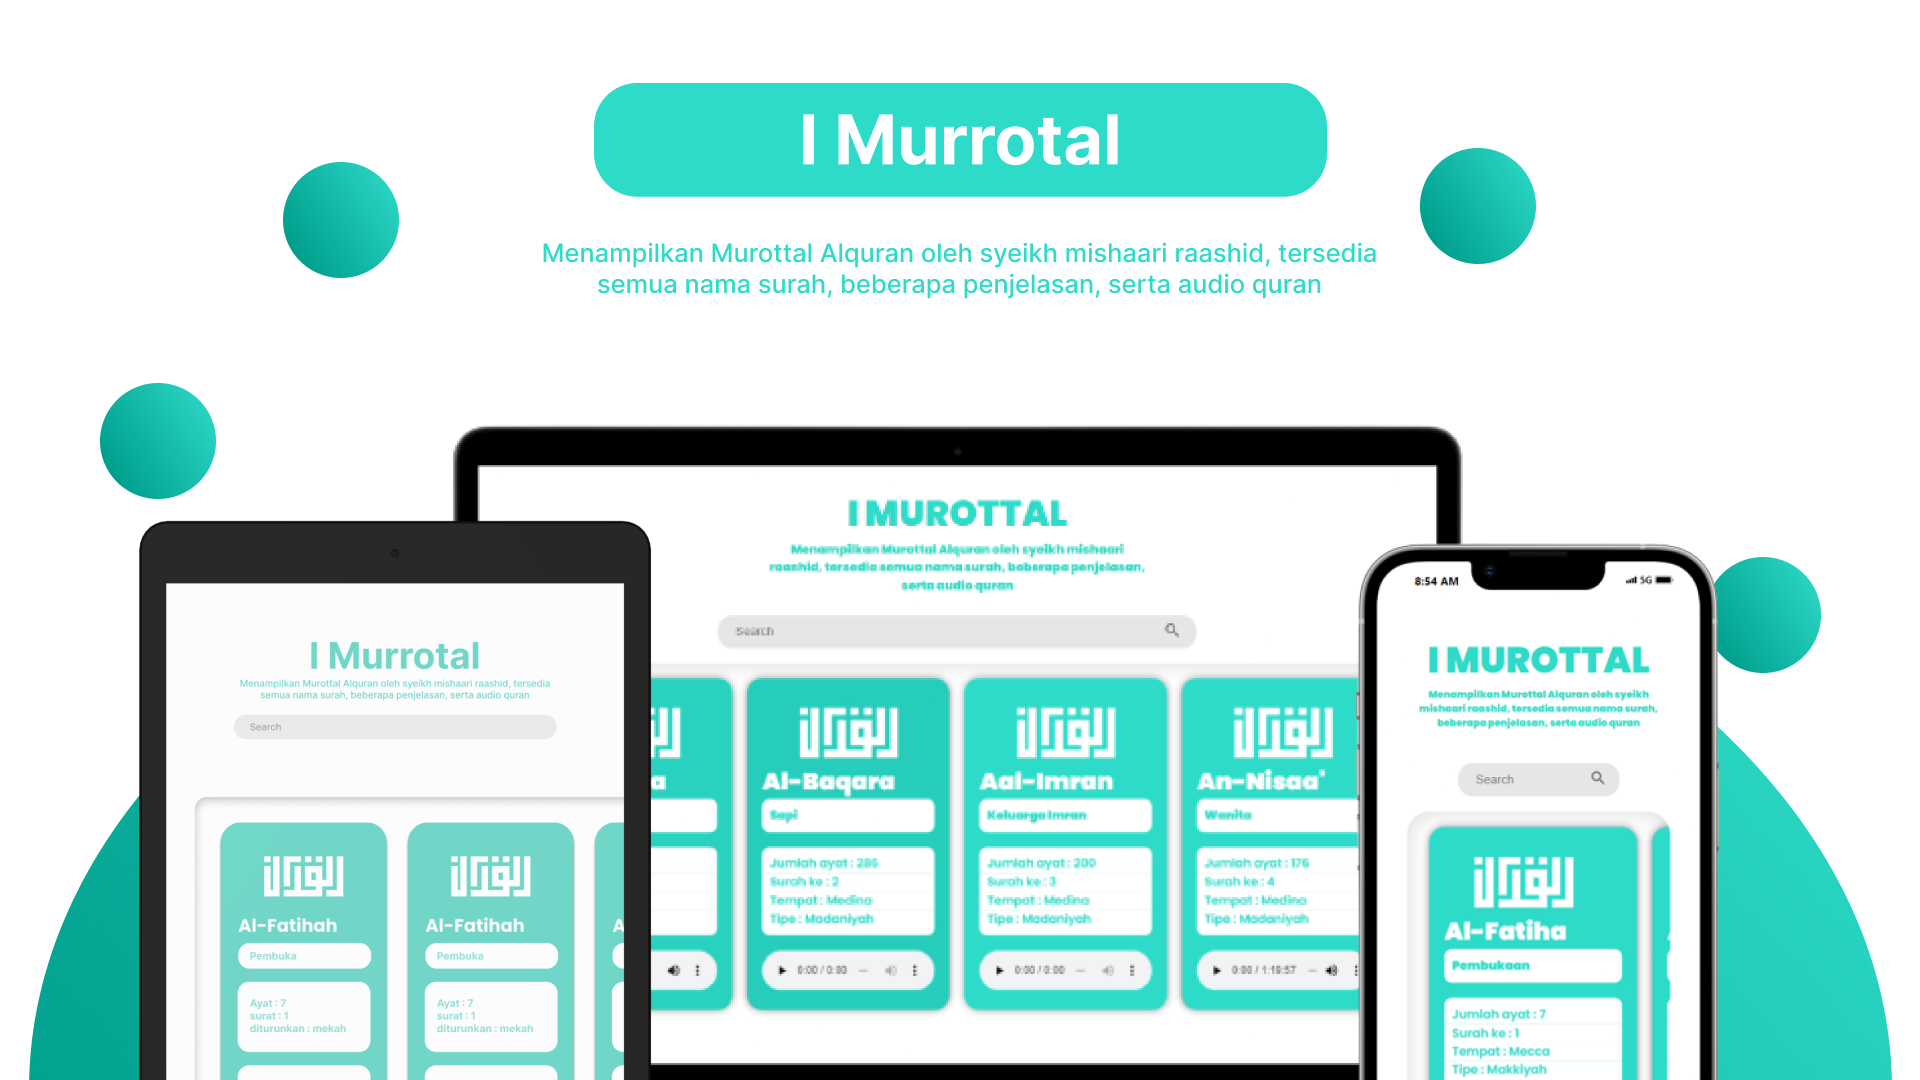 I Murrotal
Menampilkan Murottal Alquran oleh syeikh mishaari raashid, tersedia
semua nama surah, beberapa penjelasan, serta audio quran
I Murrotal
Menampilkan Murottal Alquran oleh syeikh mishaari raashid, tersedia
semua nama surah, beberapa penjelasan, serta audio quran
Search
Al-Fatihah
Pembuka
Ayat : 7
surat : 1
diturunkan : mekah
Al-Fatihah
Pembuka
Ayat : 7
surat : 1
diturunkan : mekah
A
I MUROTTAL
Menampilkan Murottal Alquran oleh syeikh mishaari
raashid, tersedia semua nama surah, beberapa penjelasan,
serta audio quran
Search
a
القرآن
Al-Baqara
Sapi
Jumlah ayat : 286
Surah ke : 2
Tempat : Medina
Tipe : Madaniyah
0:00 / 0:00
القرآن
Aal-Imran
Keluarga Imran
Jumlah ayat : 200
Surah ke : 3
Tempat : Medina
Tipe : Madaniyah
0:00 / 0:00
القرآن
An-Nisaa'
Wanita
Jumlah ayat : 176
Surah ke : 4
Tempat : Medina
Tipe : Madaniyah
0:00 / 1:19:57
8:54 AM
5G
I MUROTTAL
Menampilkan Murottal Alquran oleh syeikh
mishaari raashid, tersedia semua nama surah,
beberapa penjelasan, serta audio quran
Search
القرآن
Al-Fatiha
Pembukaan
Jumlah ayat : 7
Surah ke : 1
Tempat : Mecca
Tipe : Makkiyah